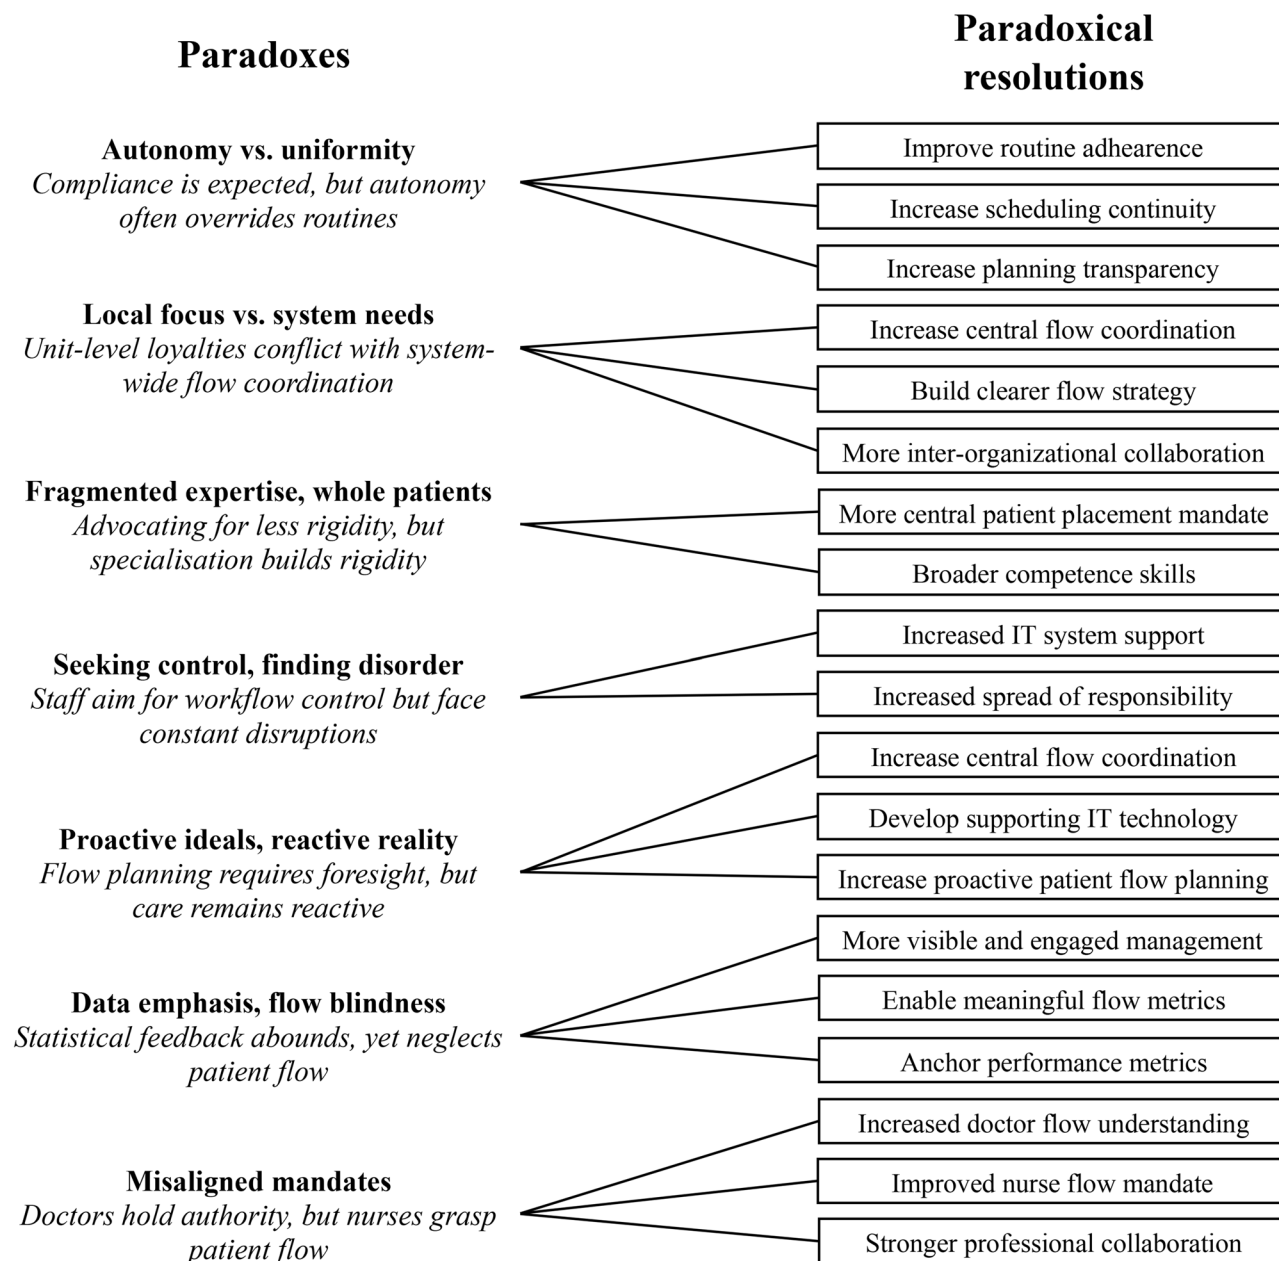 Paradoxes
Paradoxical
resolutions
Autonomy vs. uniformity
Compliance is expected, but autonomy
often overrides routines
Improve routine adhearence
Increase scheduling continuity
Increase planning transparency
Local focus vs. system needs
Unit-level loyalties conflict with system-
wide flow coordination
Increase central flow coordination
Build clearer flow strategy
More inter-organizational collaboration
Fragmented expertise, whole patients
Advocating for less rigidity, but
specialisation builds rigidity
More central patient placement mandate
Broader competence skills
Seeking control, finding disorder
Staff aim for workflow control but face
constant disruptions
Increased IT system support
Increased spread of responsibility
Proactive ideals, reactive reality
Flow planning requires foresight, but
care remains reactive
Increase central flow coordination
Develop supporting IT technology
Increase proactive patient flow planning
Data emphasis, flow blindness
Statistical feedback abounds, yet neglects
patient flow
More visible and engaged management
Enable meaningful flow metrics
Anchor performance metrics
Misaligned mandates
Doctors hold authority, but nurses grasp
patient flow
Increased doctor flow understanding
Improved nurse flow mandate
Stronger professional collaboration